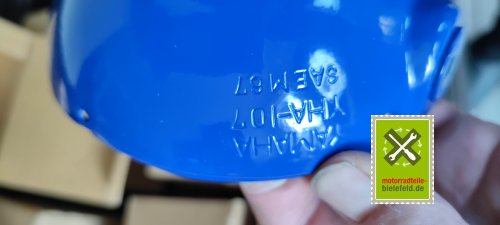 YAMAHA
YHA-107
SAEM67
motorradteile-
bielefeld.de